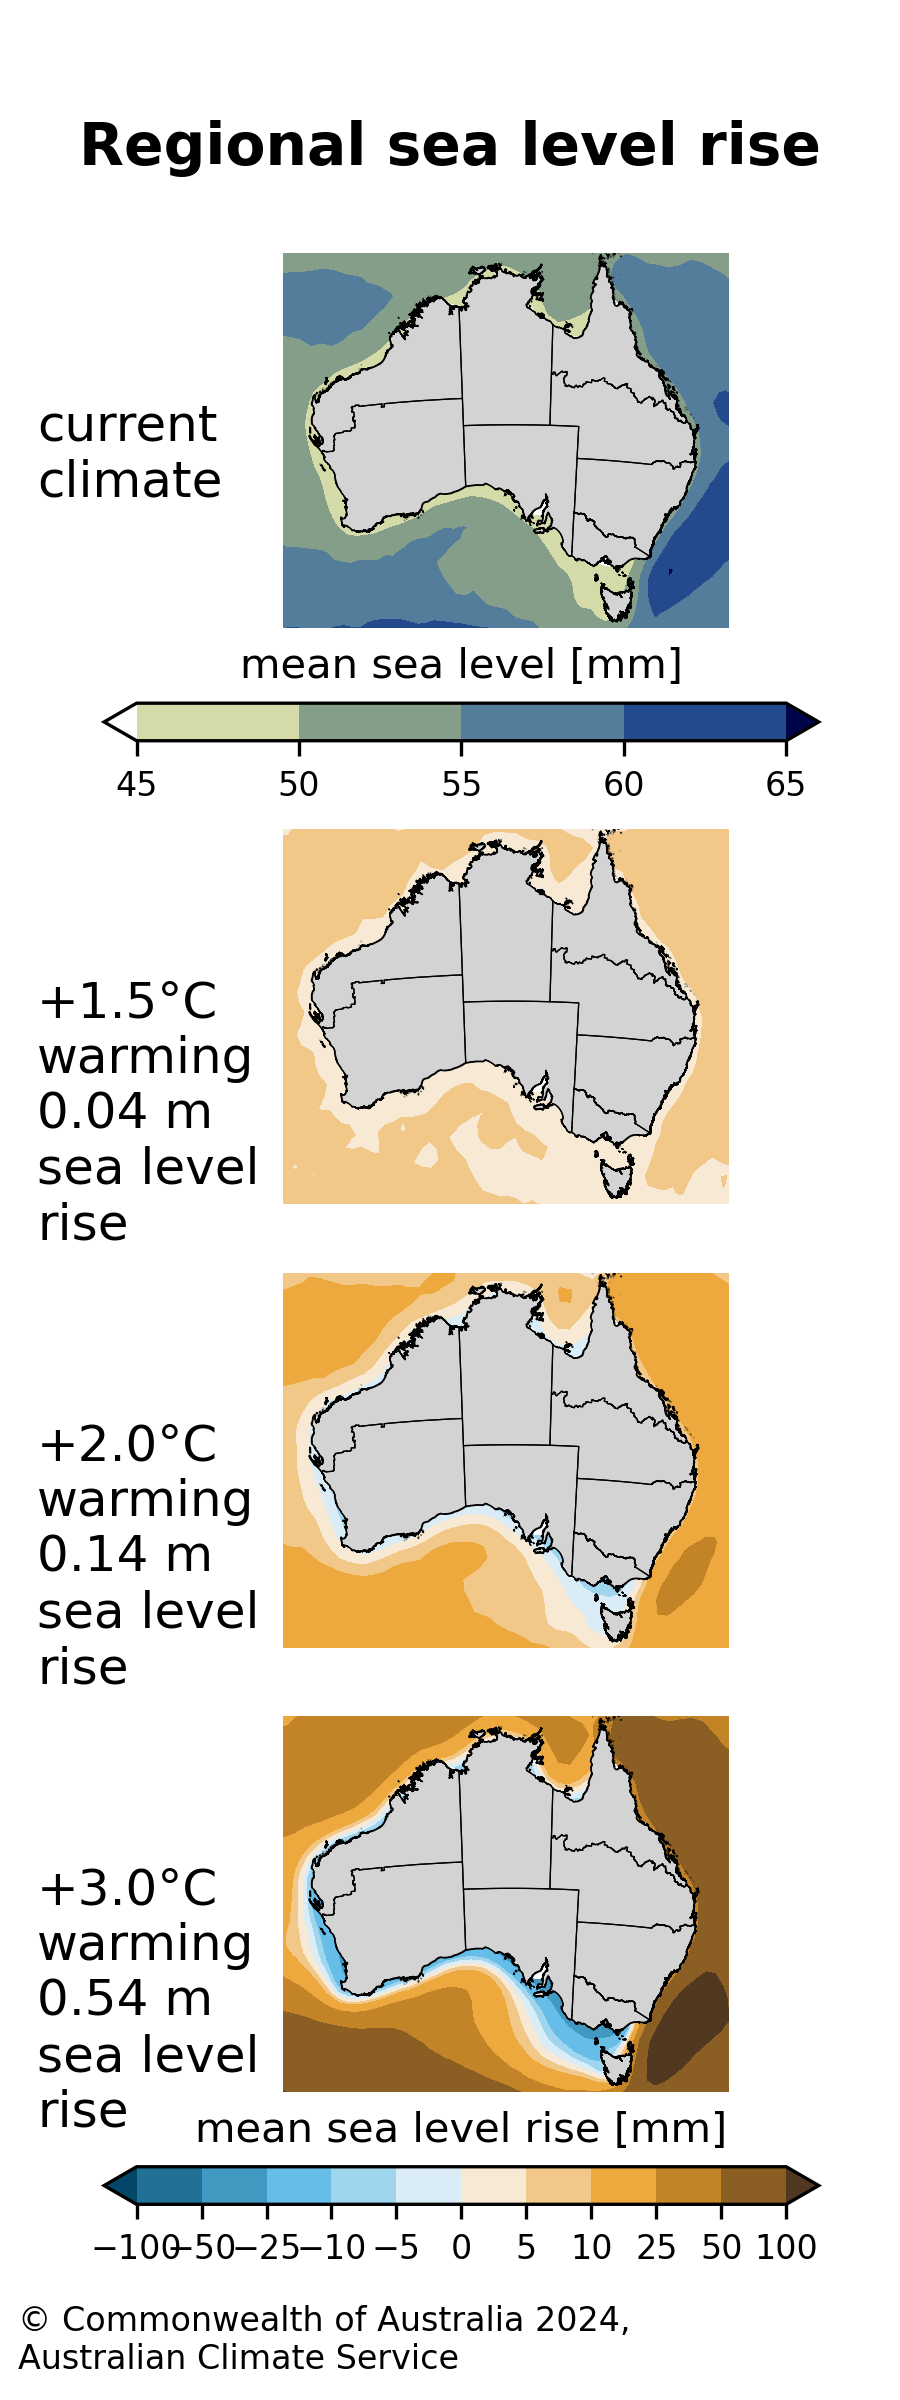 Regional sea level rise
current
climate
mean sea level [mm]
45 50 55 60 65
+1.5°C
warming
0.04 m
sea level
rise
+2.0°C
warming
0.14 m
sea level
rise
+3.0°C
warming
0.54 m
sea level
rise
mean sea level rise [mm]
−100 −50 −25 −10 −5 0 5 10 25 50 100
© Commonwealth of Australia 2024,
Australian Climate Service